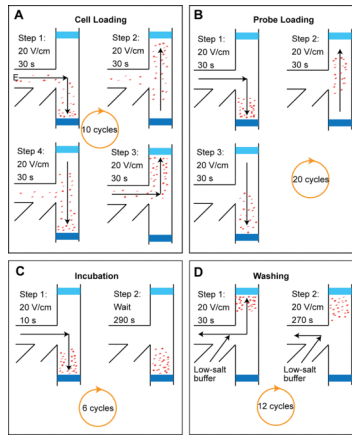 A
Cell Loading
Step 1:
20 V/cm
30 s
E
Step 2:
20 V/cm
30 s
10 cycles
Step 4:
20 V/cm
30 s
Step 3:
20 V/cm
30 s
B
Probe Loading
Step 1:
20 V/cm
30 s
Step 2:
20 V/cm
30 s
Step 3:
20 V/cm
30 s
20 cycles
C
Incubation
Step 1:
20 V/cm
10 s
Step 2:
Wait
290 s
6 cycles
D
Washing
Step 1:
20 V/cm
30 s
Low-salt
buffer
Step 2:
20 V/cm
270 s
Low-salt
buffer
12 cycles